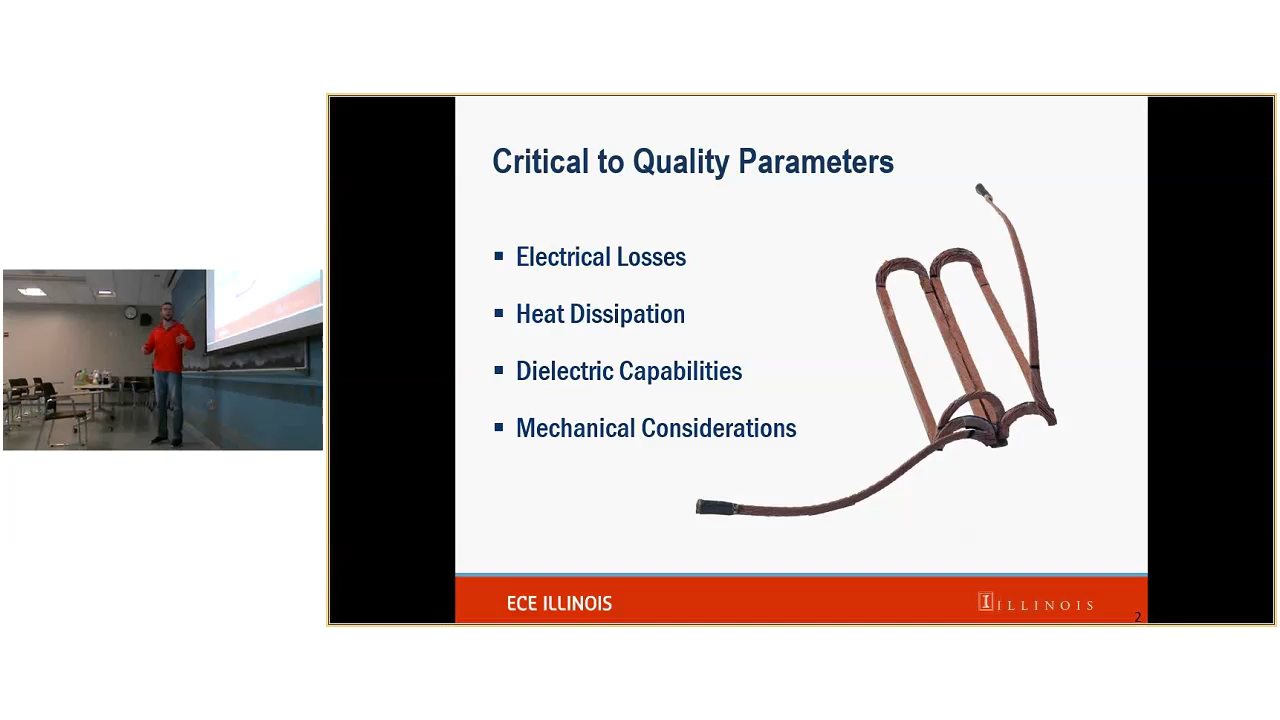 Critical to Quality Parameters
▪ Electrical Losses
▪ Heat Dissipation
▪ Dielectric Capabilities
▪ Mechanical Considerations
ECE ILLINOIS
I ILLINOIS
2